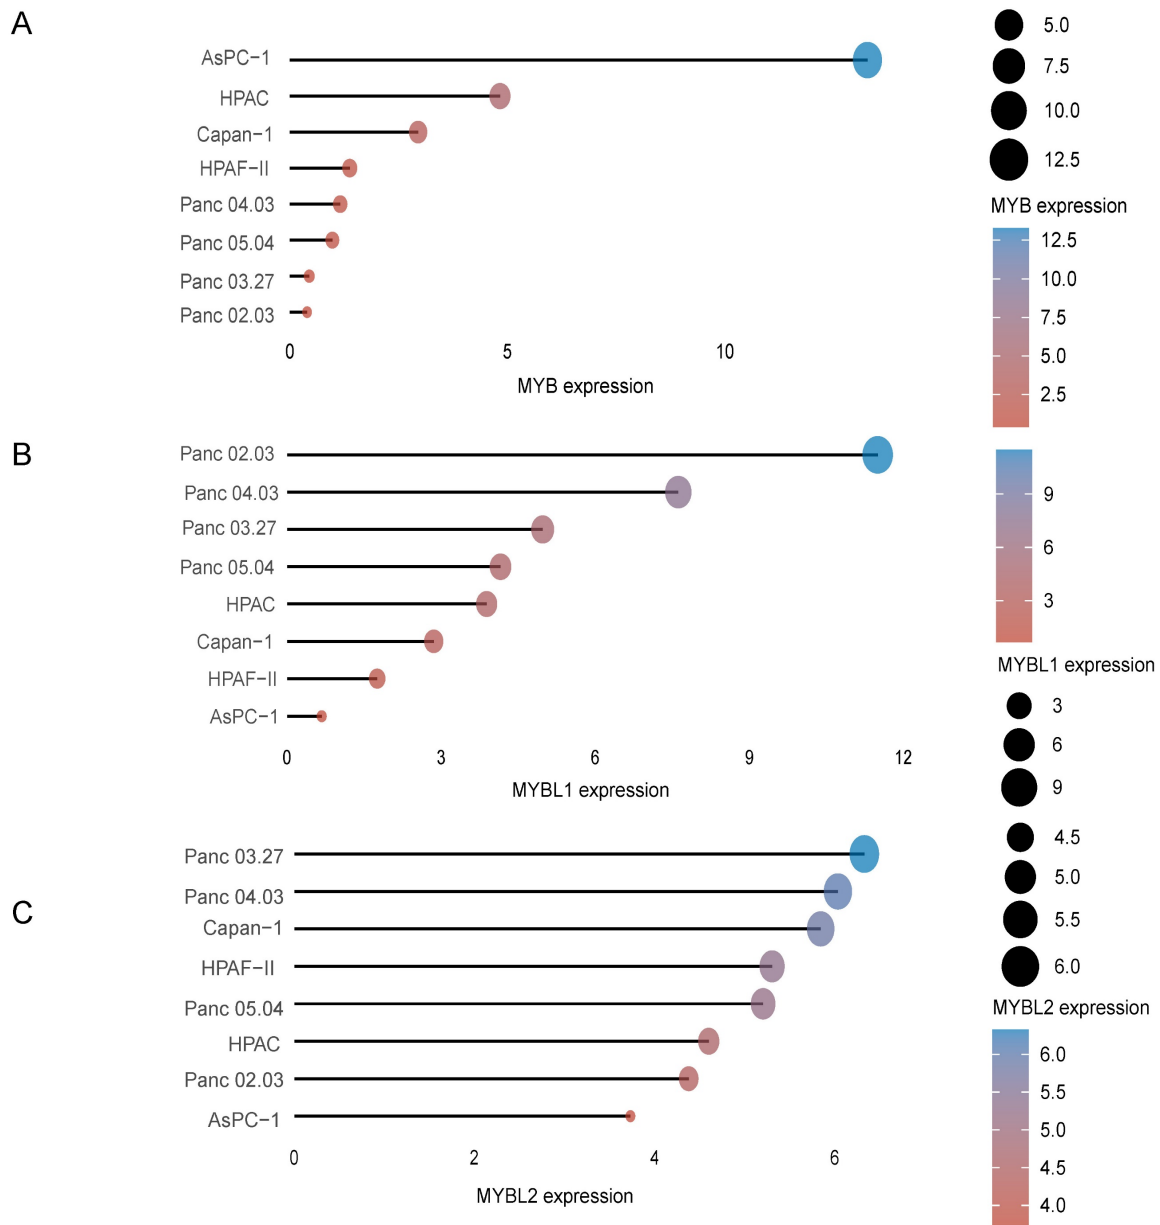 A
AsPC−1
HPAC
Capan−1
HPAF−II
Panc 04.03
Panc 05.04
Panc 03.27
Panc 02.03
0 5 10
MYB expression
5.0
7.5
10.0
12.5
MYB expression
12.5
10.0
7.5
5.0
2.5
B
Panc 02.03
Panc 04.03
Panc 03.27
Panc 05.04
HPAC
Capan−1
HPAF−II
AsPC−1
0 3 6 9 12
MYBL1 expression
9
6
3
MYBL1 expression
3
6
9
C
Panc 03.27
Panc 04.03
Capan−1
HPAF−II
Panc 05.04
HPAC
Panc 02.03
AsPC−1
0 2 4 6
MYBL2 expression
4.5
5.0
5.5
6.0
MYBL2 expression
6.0
5.5
5.0
4.5
4.0